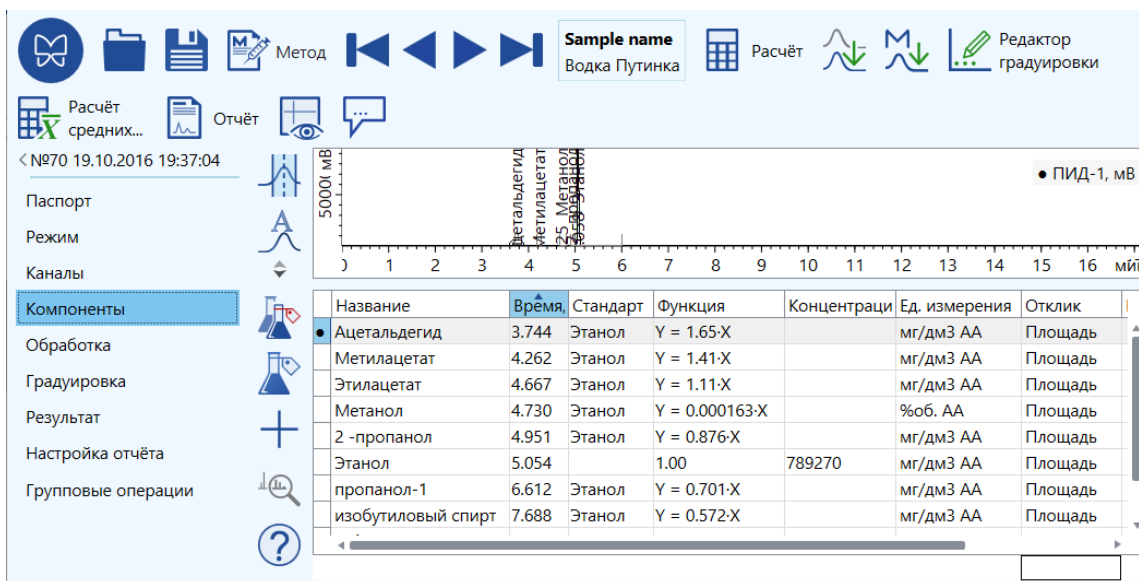 Метод
Sample name
Водка Путинка
Расчёт
Редактор
градуировки
Расчёт
средних...
Отчёт
№70 19.10.2016 19:37:04
Паспорт
Режим
Каналы
Компоненты
Обработка
Градуировка
Результат
Настройка отчёта
Групповые операции
мВ
ПИД-1, мВ
Метилацетат
Метанол
1 2 3 4 5 6 7 8 9 10 11 12 13 14 15 16
Название Время, Стандарт Функция Концентраци Ед. измерения Отклик
Ацетальдегид 3.744 Этанол Y = 1.65·X мг/дм3 АА Площадь
Метилацетат 4.262 Этанол Y = 1.41·X мг/дм3 АА Площадь
Этилацетат 4.667 Этанол Y = 1.11·X мг/дм3 АА Площадь
Метанол 4.730 Этанол Y = 0.000163·X %об. АА Площадь
2 -пропанол 4.951 Этанол Y = 0.876·X мг/дм3 АА Площадь
Этанол 5.054 1.00 789270 мг/дм3 АА Площадь
пропанол-1 6.612 Этанол Y = 0.701·X мг/дм3 АА Площадь
изобутиловый спирт 7.688 Этанол Y = 0.572·X мг/дм3 АА Площадь